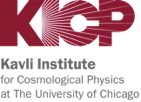 KICP
Kavli Institute
for Cosmological Physics
at The University of Chicago